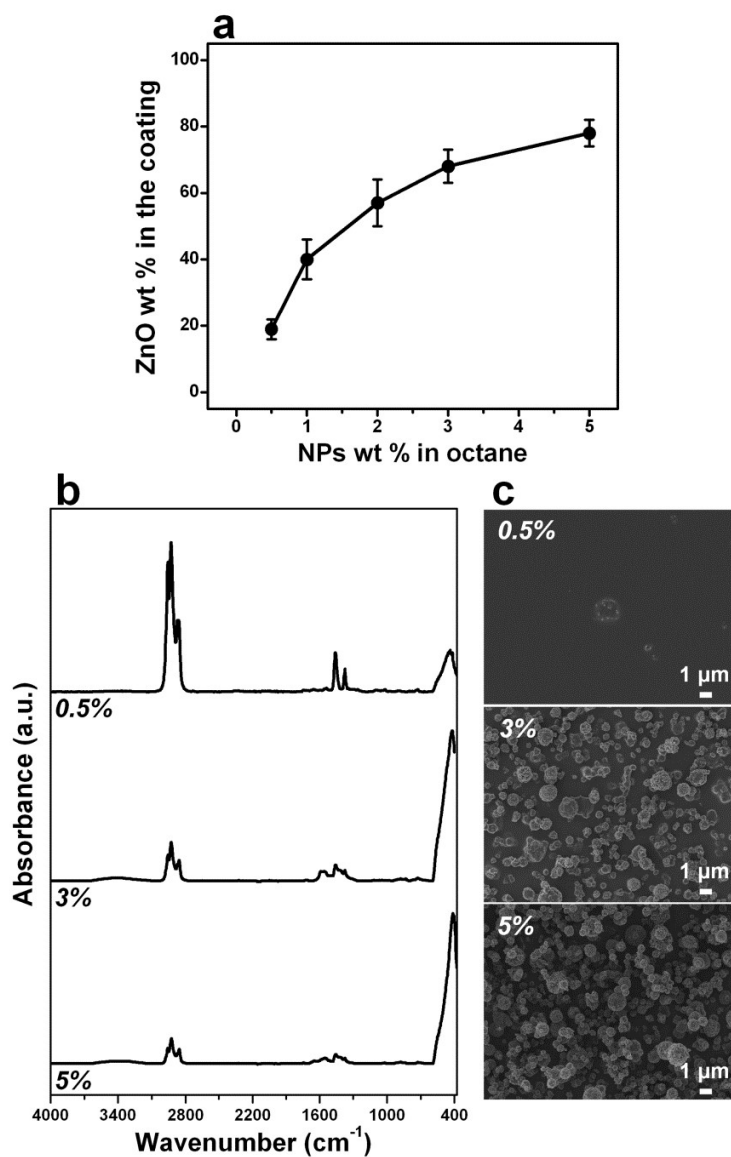 a
100
80
60
40
20
0
ZnO wt % in the coating
0 1 2 3 4 5
NPs wt % in octane
b
0.5%
3%
5%
Absorbance (a.u.)
4000 3400 2800 2200 1600 1000 400
Wavenumber (cm⁻¹)
c
0.5%
1 μm
3%
1 μm
5%
1 μm